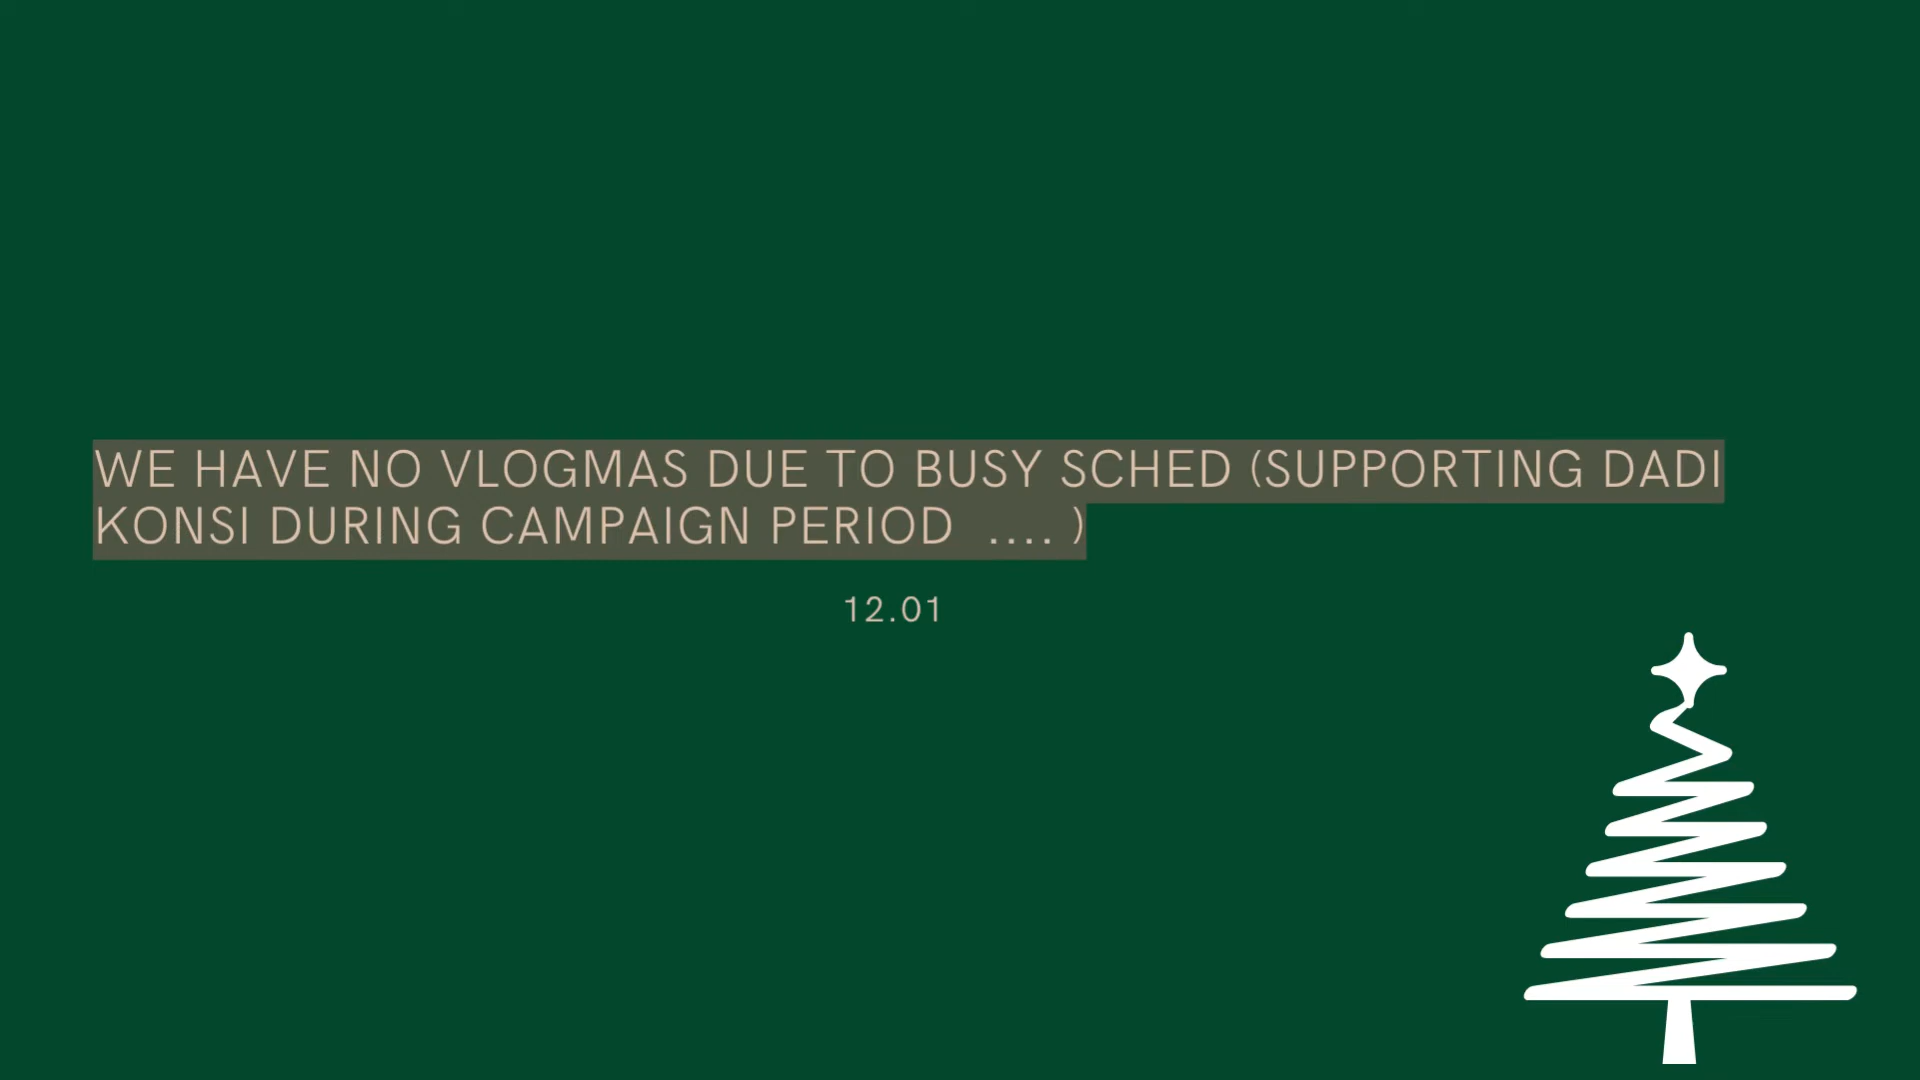 WE HAVE NO VLOGMAS DUE TO BUSY SCHED (SUPPORTING DADI
KONSI DURING CAMPAIGN PERIOD .... )
12.01